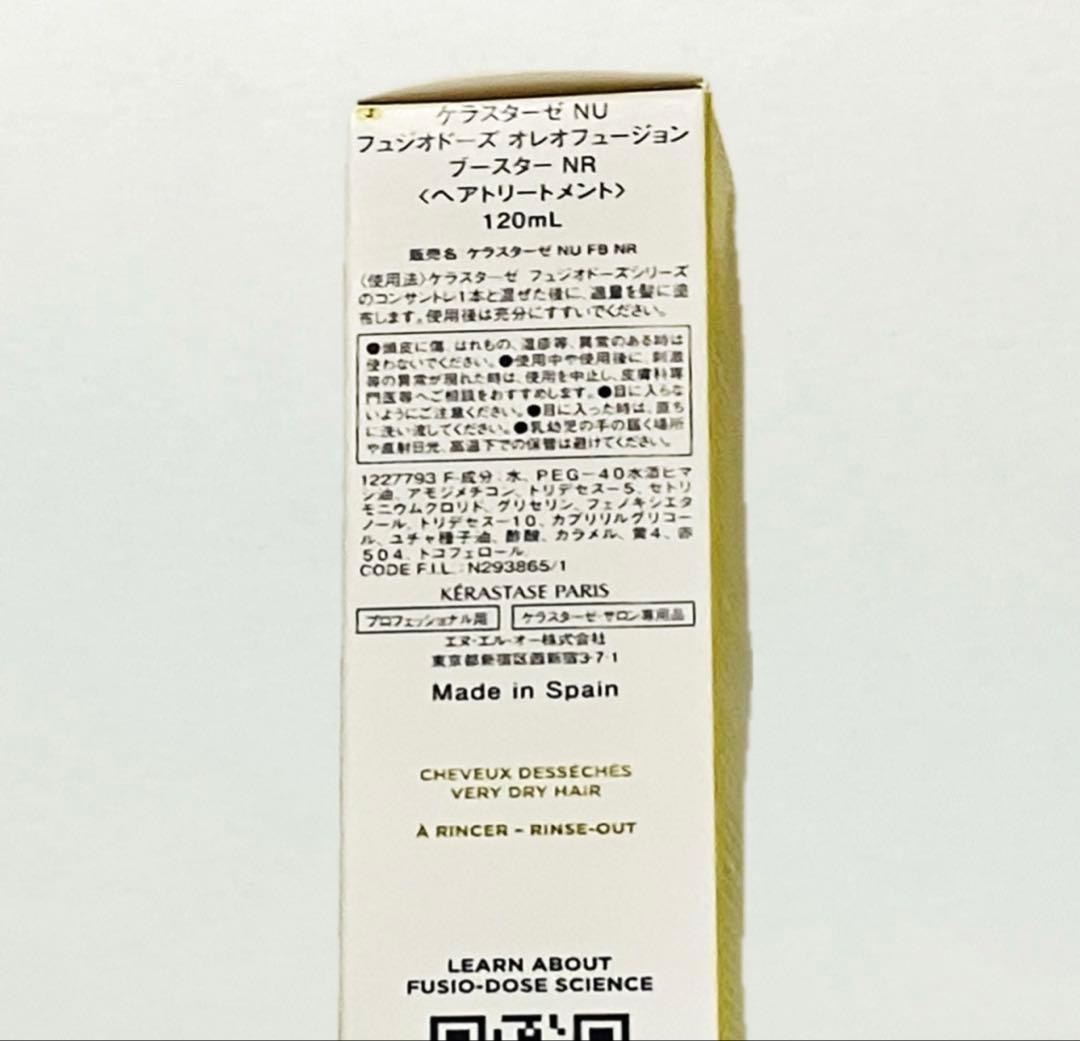 ケラスターゼ NU
フュジオドーズ オレオフュージョン
ブースター NR
〈ヘアトリートメント〉
120mL
販売名 ケラスターゼ NU FB NR
〈使用法〉ケラスターゼ フュジオドーズシリーズ
のコンサントレ1本と混ぜた後に、適量を髪に塗
布します。使用後は充分にすすいでください。
●頭皮に傷、はれもの、湿疹等、異常のある時は
使わないでください。●使用中や使用後に、刺激
等の異常が現れた時は、使用を中止し、皮膚科専
門医等へご相談をおすすめします。●目に入らな
いようにご注意ください。●目に入った時は、直ち
に洗い流してください。●乳幼児の手の届く場所
や直射日光、高温下での保管は避けてください。
1227793 F-成分:水、PEG-40水添ヒマ
シ油、アモジメチコン、トリデセス-5、セトリ
モニウムクロリド、グリセリン、フェノキシエタ
ノール、トリデセス-10、カプリリルグリコー
ル、ユチャ種子油、酢酸、カラメル、黄4、赤
504、トコフェロール
CODE F.I.L.:N293865/1
KÉRASTASE PARIS
プロフェッショナル用 ケラスターゼ・サロン専用品
エヌ・エル・オー株式会社
東京都新宿区西新宿3-7-1
Made in Spain
CHEVEUX DESSÉCHÉS
VERY DRY HAIR
À RINCER - RINSE-OUT
LEARN ABOUT
FUSIO-DOSE SCIENCE